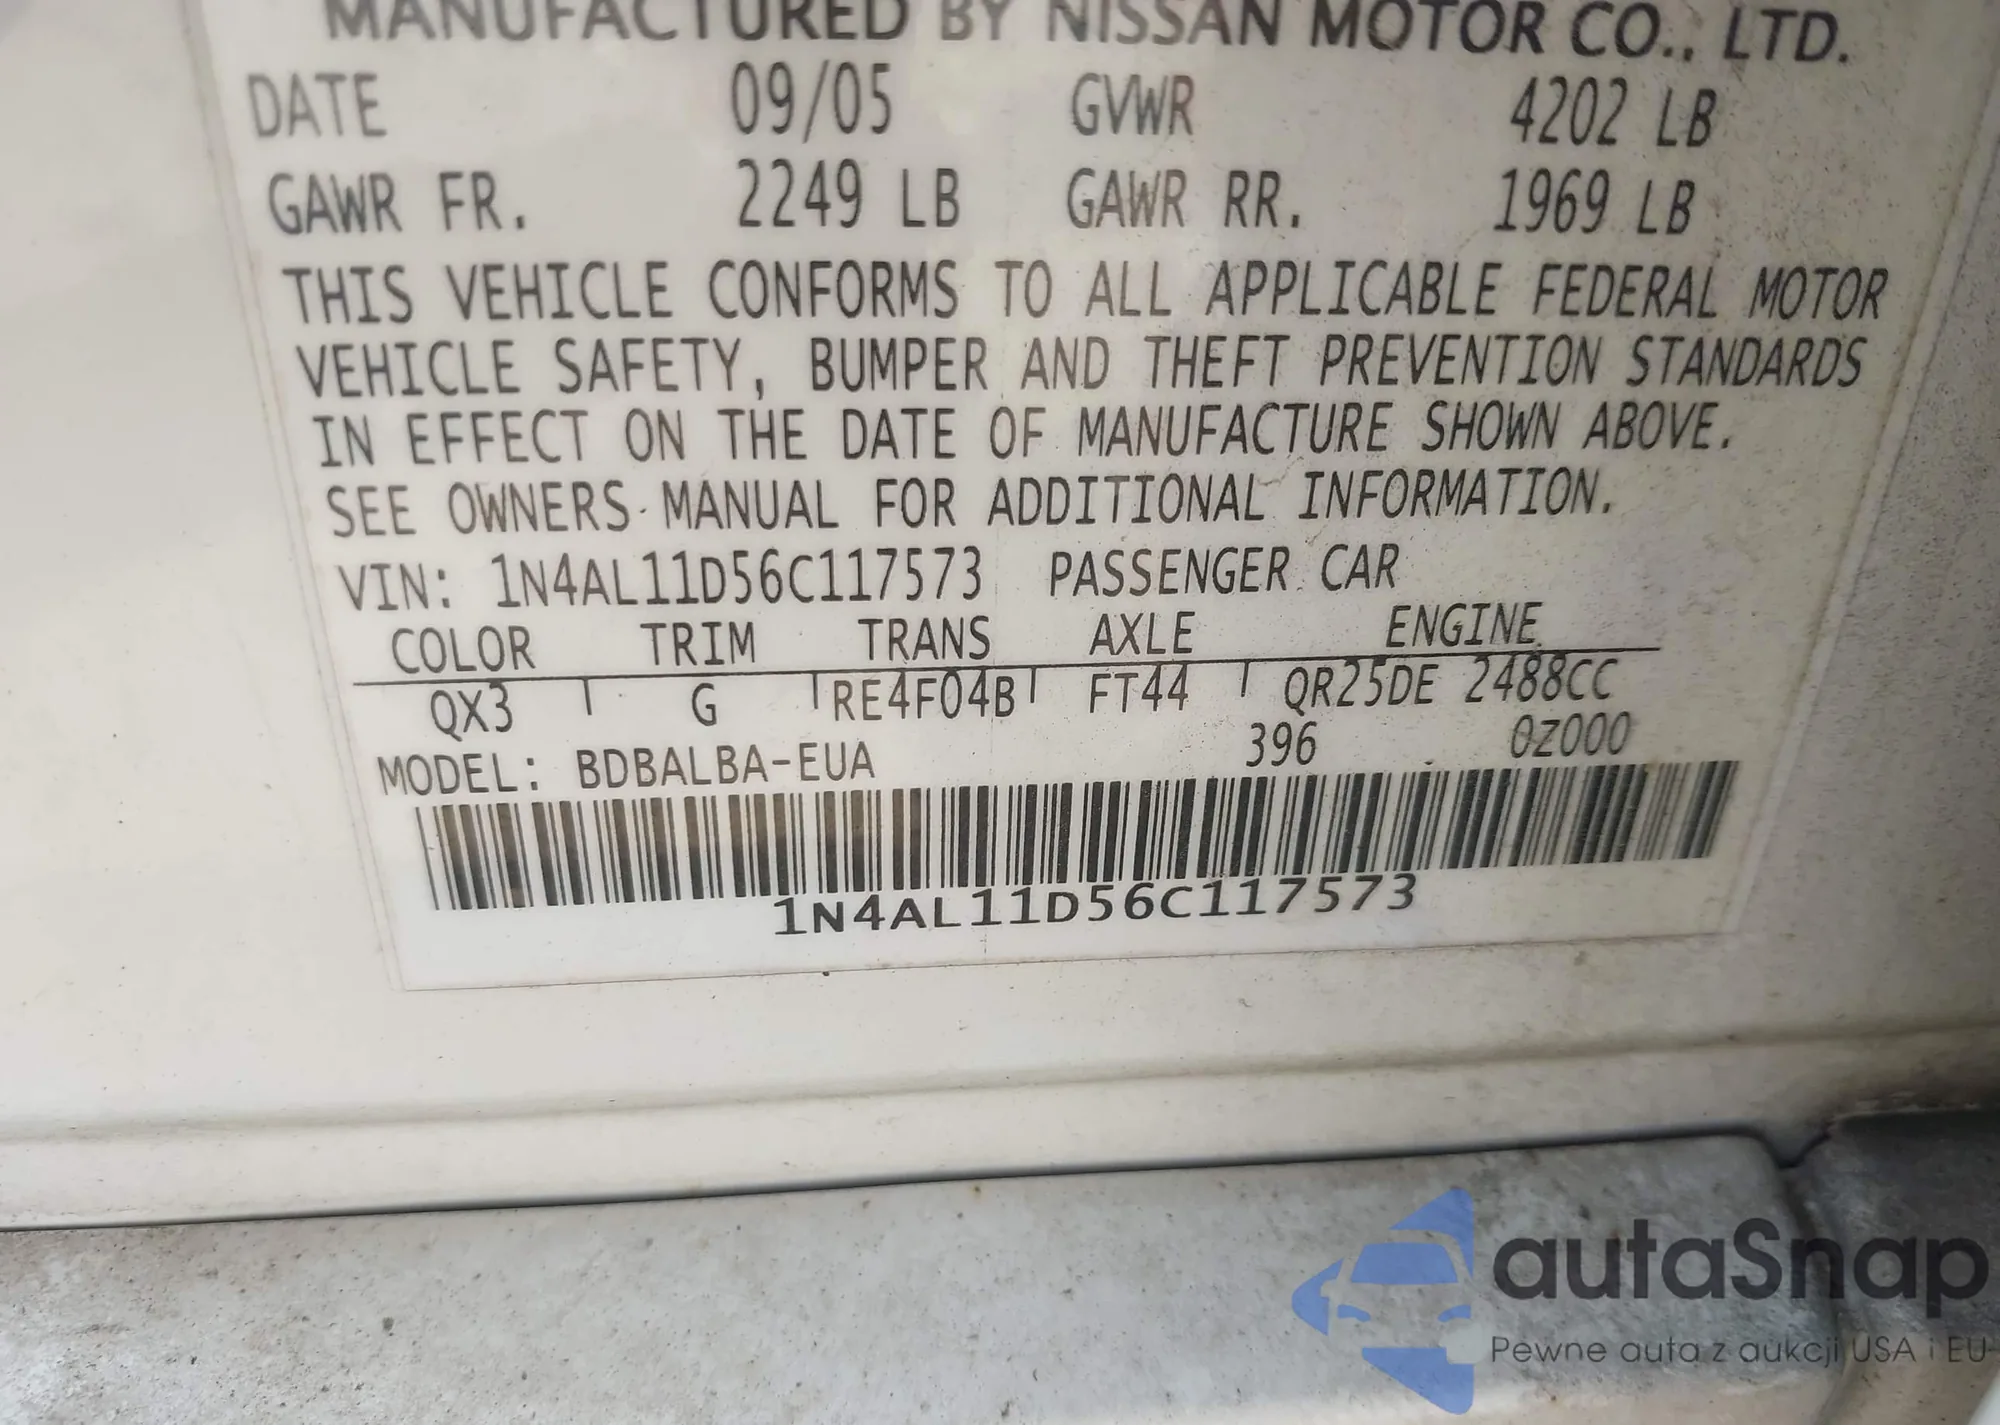 MANUFACTURED BY NISSAN MOTOR CO., LTD.
DATE 09/05 GVWR 4202 LB
GAWR FR. 2249 LB GAWR RR. 1969 LB
THIS VEHICLE CONFORMS TO ALL APPLICABLE FEDERAL MOTOR
VEHICLE SAFETY, BUMPER AND THEFT PREVENTION STANDARDS
IN EFFECT ON THE DATE OF MANUFACTURE SHOWN ABOVE.
SEE OWNERS MANUAL FOR ADDITIONAL INFORMATION.
VIN: 1N4AL11D56C117573 PASSENGER CAR
COLOR TRIM TRANS AXLE ENGINE
QX3 G RE4F04B FT44 QR25DE 2488CC
MODEL: BDBALBA-EUA 396 0Z000
1N4AL11D56C117573
autaSnap
Pewne auta z aukcji USA i EU